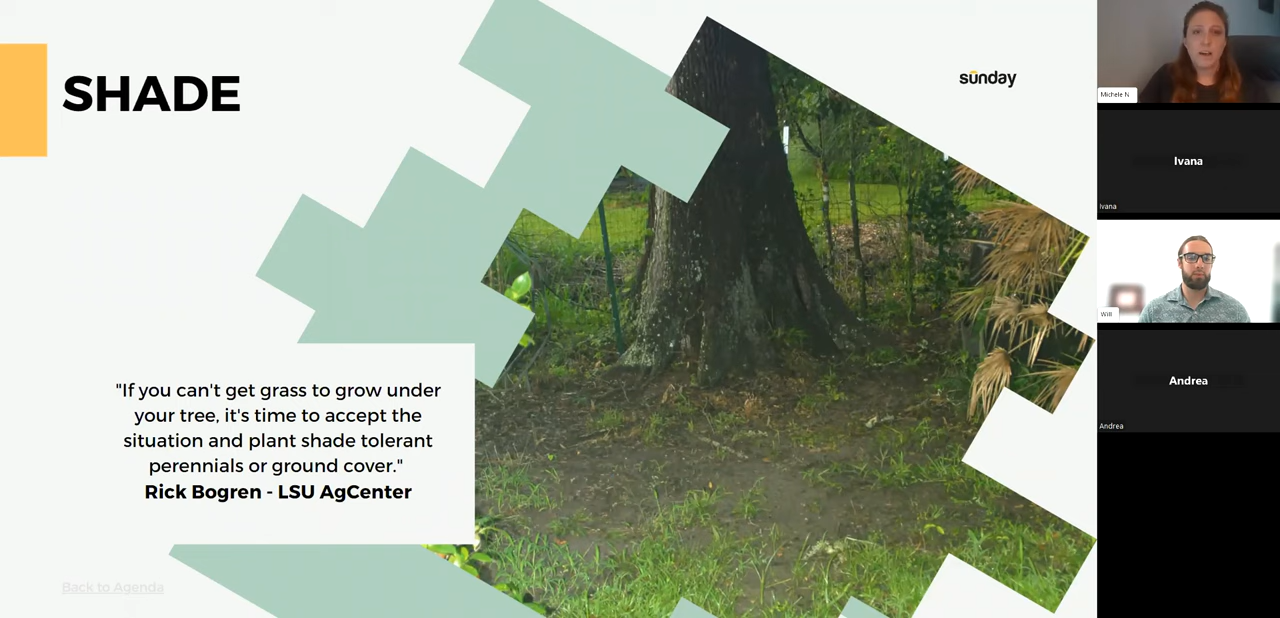 SHADE
sunday
"If you can't get grass to grow under
your tree, it's time to accept the
situation and plant shade tolerant
perennials or ground cover."
Rick Bogren - LSU AgCenter
Back to Agenda
Michele N
Ivana
Ivana
Will
Andrea
Andrea